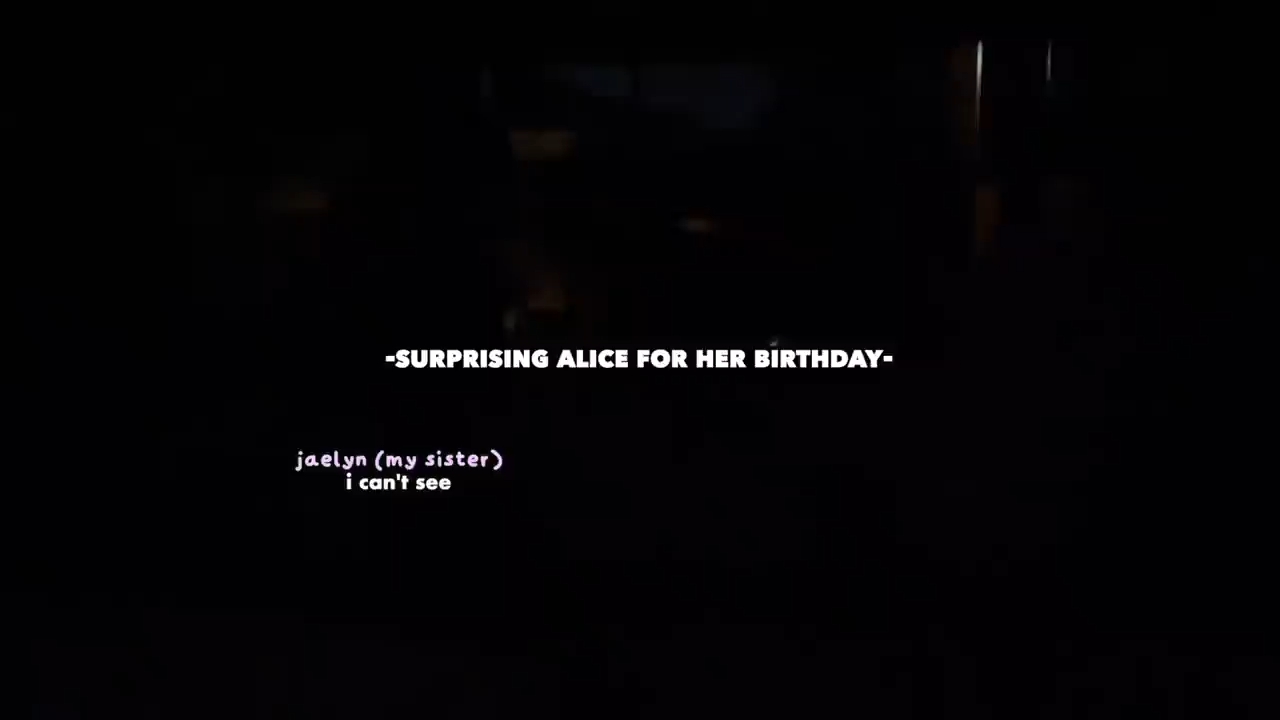 -SURPRISING ALICE FOR HER BIRTHDAY-
jaelyn (my sister)
i can't see